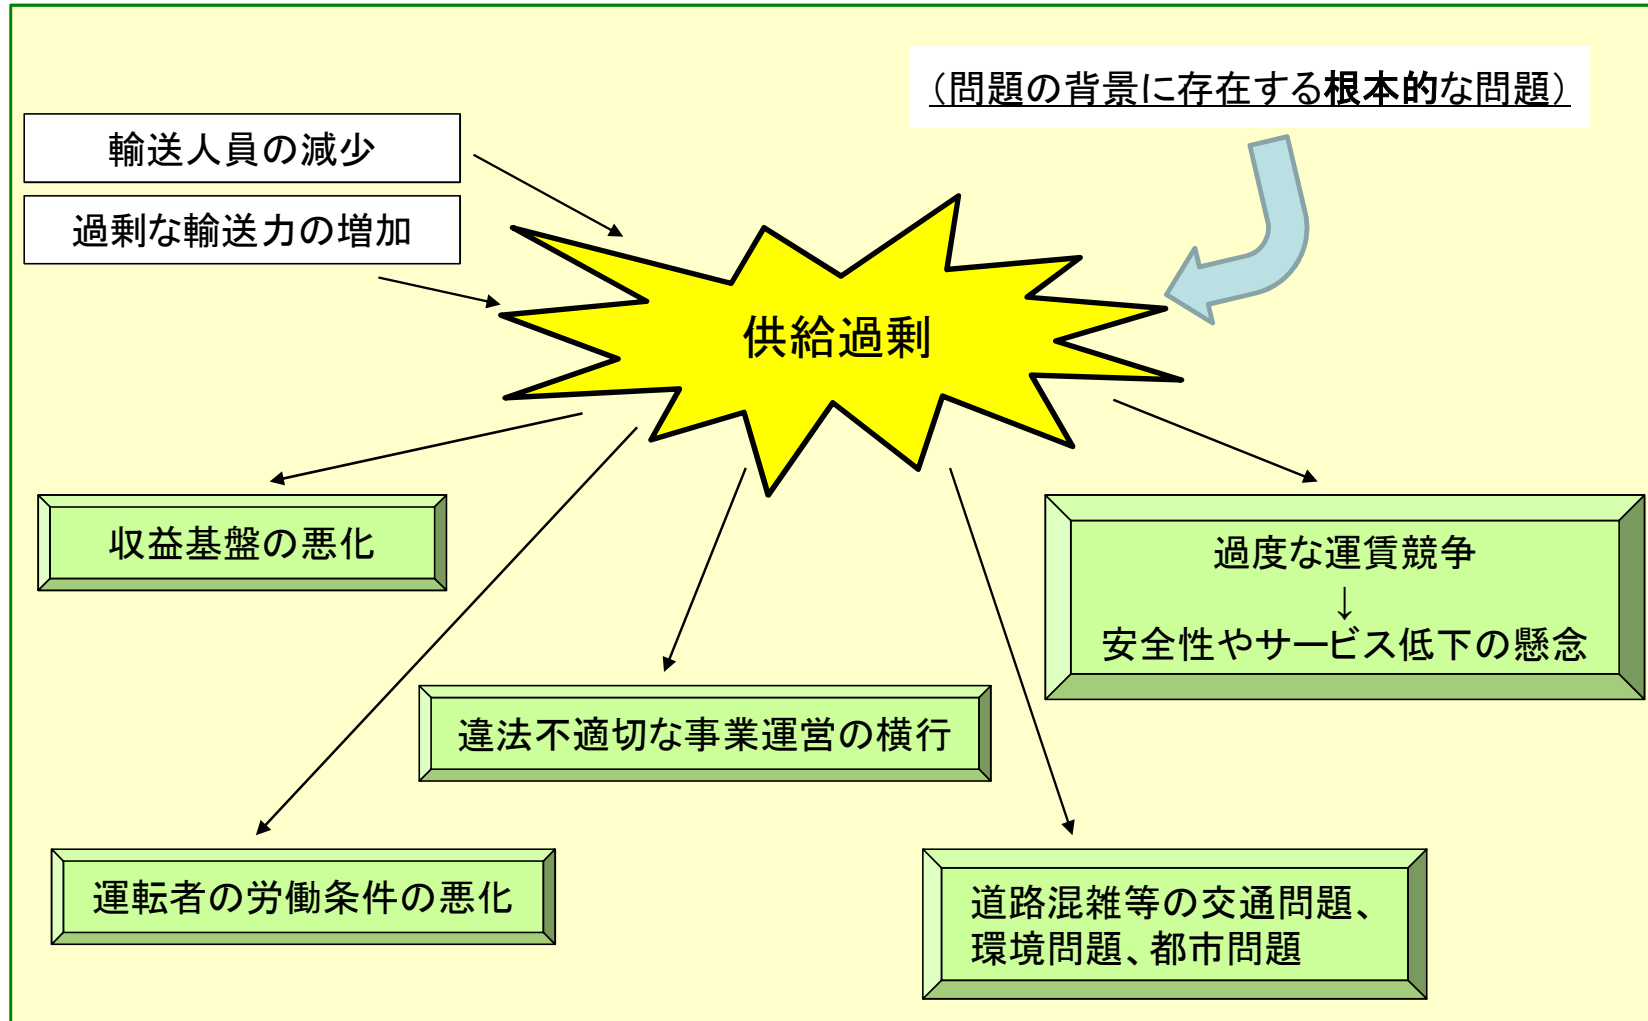 （問題の背景に存在する根本的な問題）
輸送人員の減少
過剰な輸送力の増加
供給過剰
収益基盤の悪化
過度な運賃競争
↓
安全性やサービス低下の懸念
違法不適切な事業運営の横行
運転者の労働条件の悪化
道路混雑等の交通問題、
環境問題、都市問題